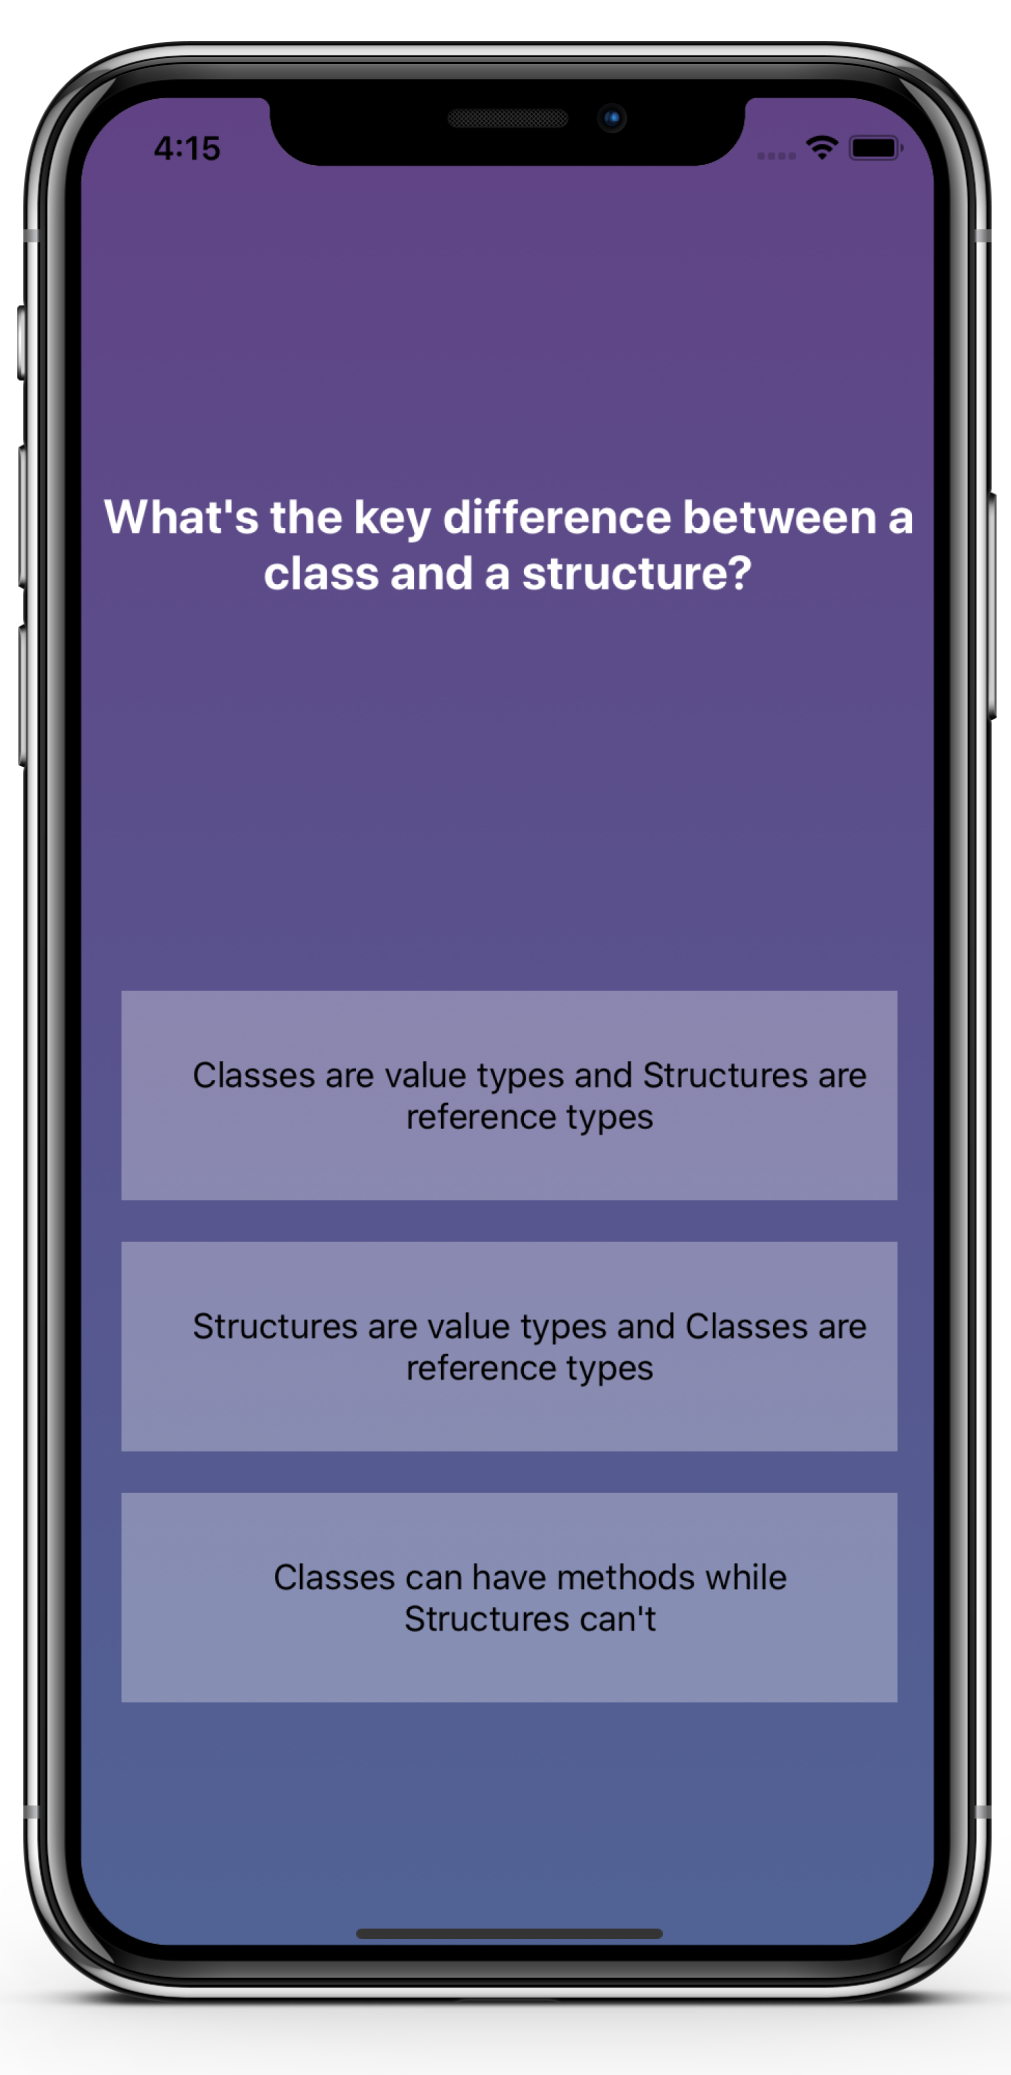 4:15
What's the key difference between a
class and a structure?
Classes are value types and Structures are
reference types
Structures are value types and Classes are
reference types
Classes can have methods while
Structures can't